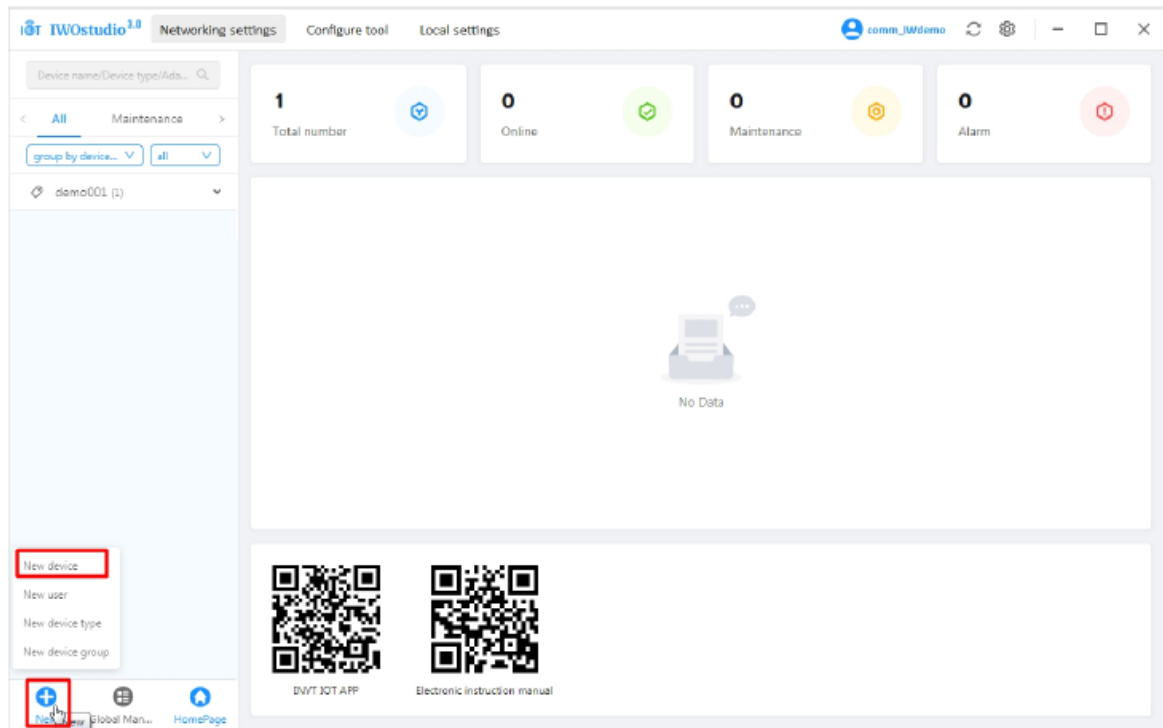 IOT IWOstudio3.0 Networking settings Configure tool Local settings comm_IWdemo
Device name/Device type/Ada...
All Maintenance
group by device... all
demo001 (1)
1
Total number
0
Online
0
Maintenance
0
Alarm
No Data
New device
New user
New device type
New device group
New Global Man... HomePage
New
INVT IOT APP
Electronic instruction manual